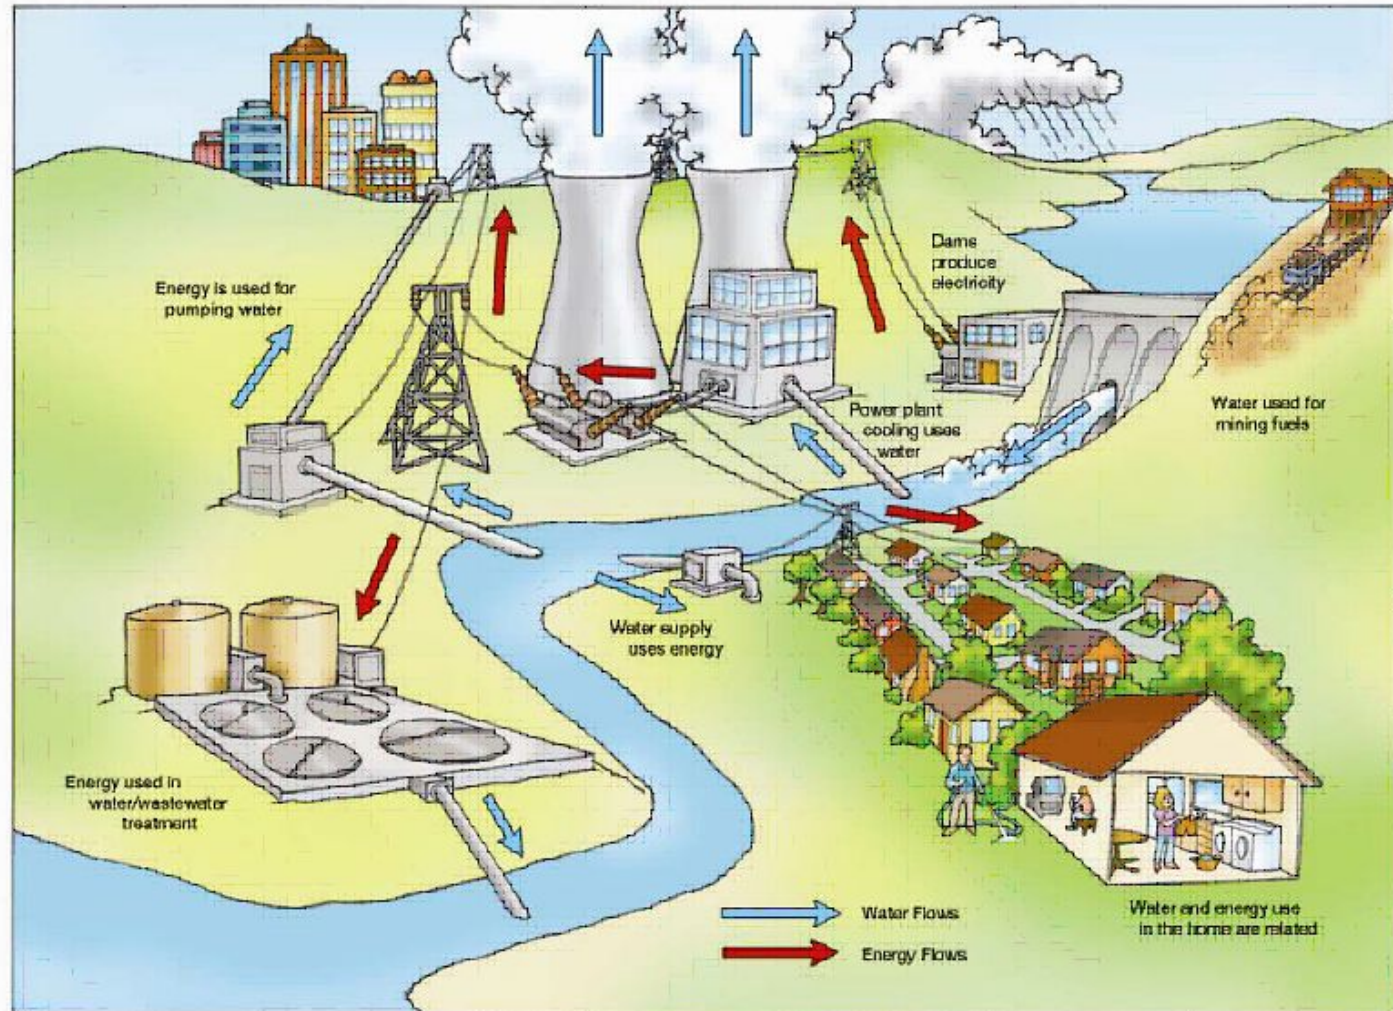 Energy is used for
pumping water
Dams
produce
electricity
Power plant
cooling uses
water
Water used for
mining fuels
Water supply
uses energy
Energy used in
water/wastewater
treatment
Water and energy use
in the home are related
Water Flows
Energy Flows